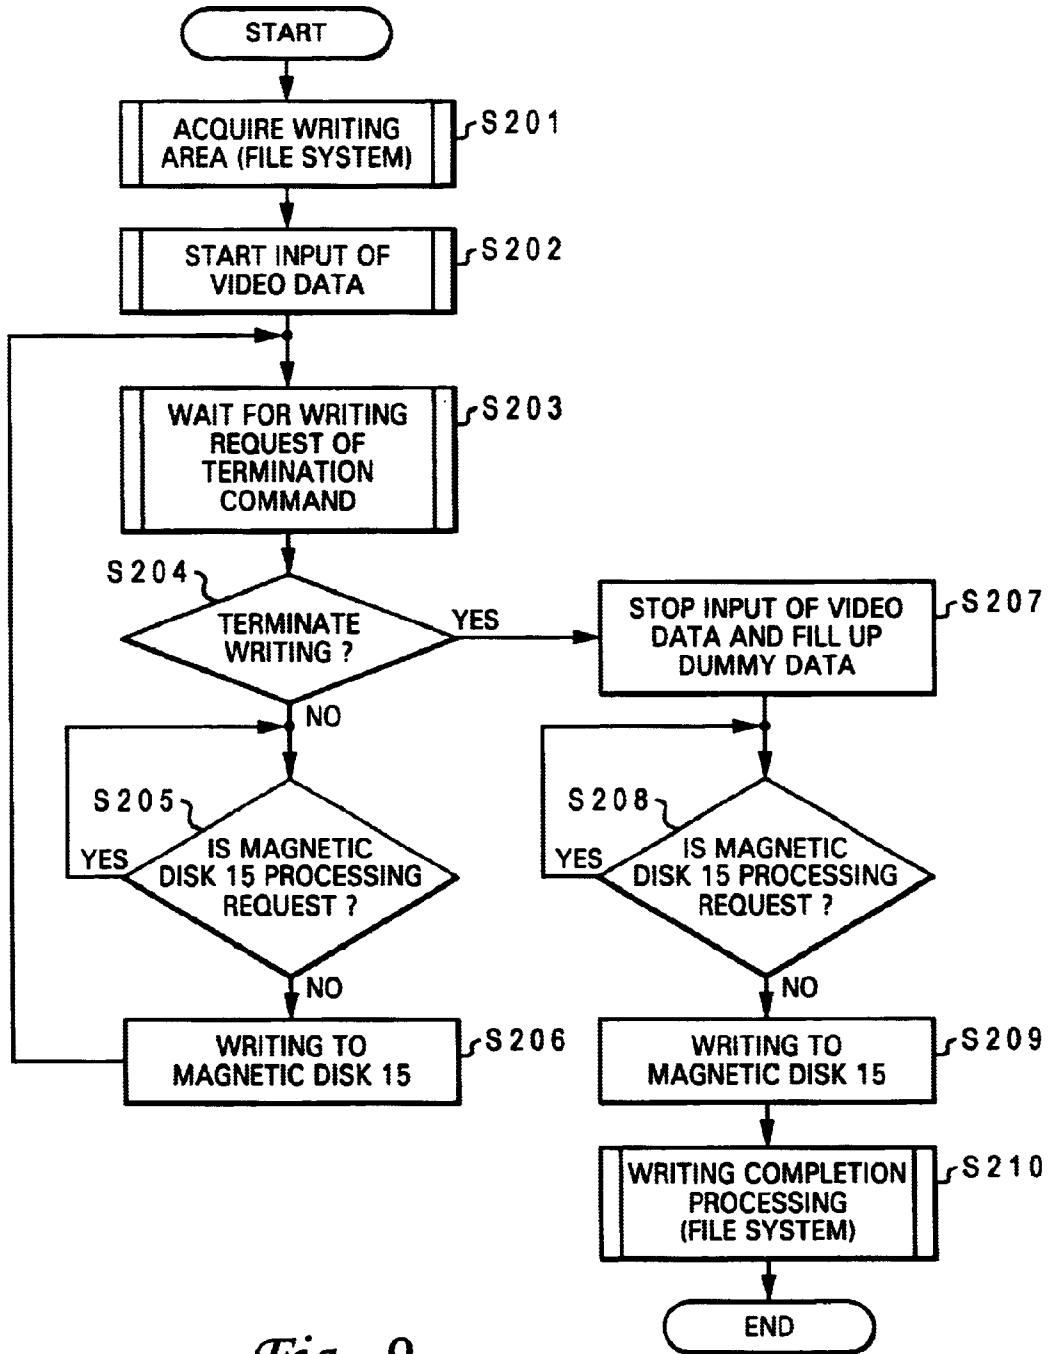 START
ACQUIRE WRITING
AREA (FILE SYSTEM)
S201
START INPUT OF
VIDEO DATA
S202
WAIT FOR WRITING
REQUEST OF
TERMINATION
COMMAND
S203
S204
TERMINATE
WRITING ?
YES
NO
S205
IS MAGNETIC
DISK 15 PROCESSING
REQUEST ?
YES
NO
WRITING TO
MAGNETIC DISK 15
S206
STOP INPUT OF VIDEO
DATA AND FILL UP
DUMMY DATA
S207
S208
IS MAGNETIC
DISK 15 PROCESSING
REQUEST ?
YES
NO
WRITING TO
MAGNETIC DISK 15
S209
WRITING COMPLETION
PROCESSING
(FILE SYSTEM)
S210
END
Fig. 9